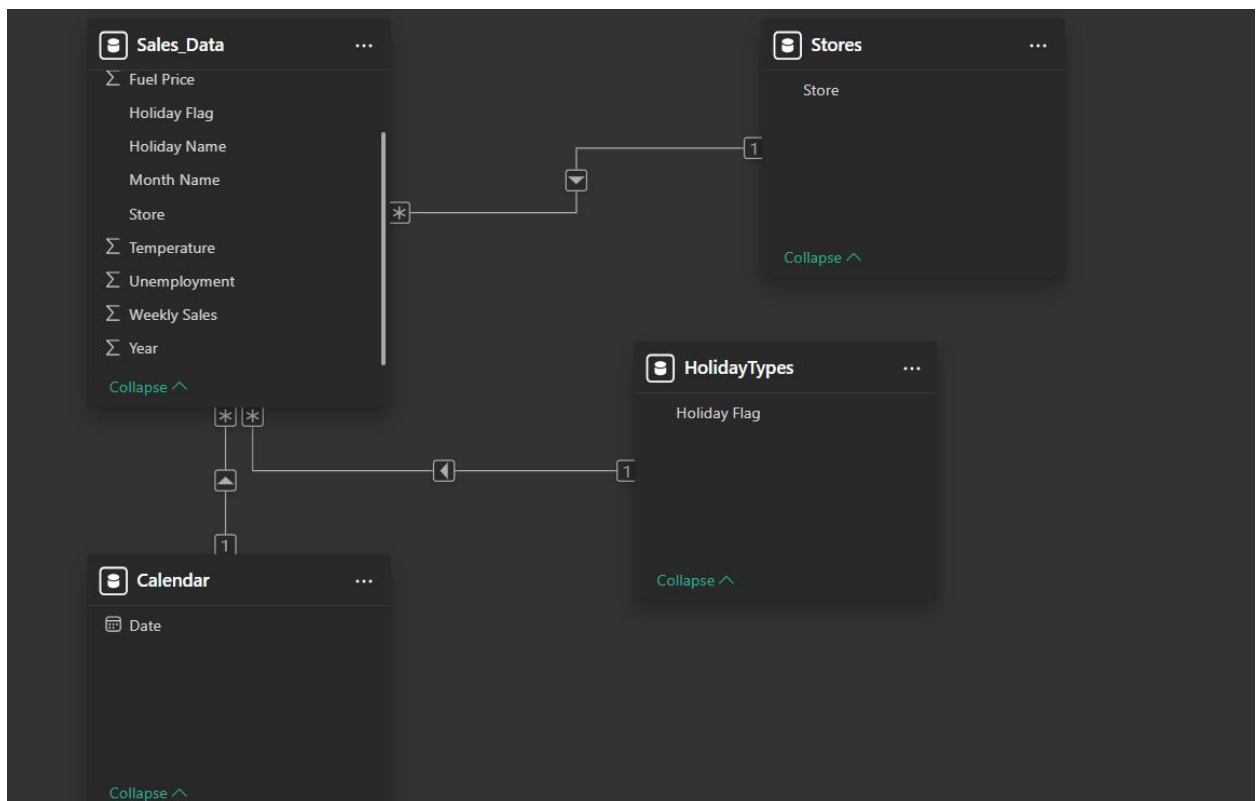 Sales_Data
...
Σ Fuel Price
Holiday Flag
Holiday Name
Month Name
Store
Σ Temperature
Σ Unemployment
Σ Weekly Sales
Σ Year
Collapse
Stores
...
Store
Collapse
1
*
HolidayTypes
...
Holiday Flag
Collapse
1
*
*
1
Calendar
...
Date
Collapse